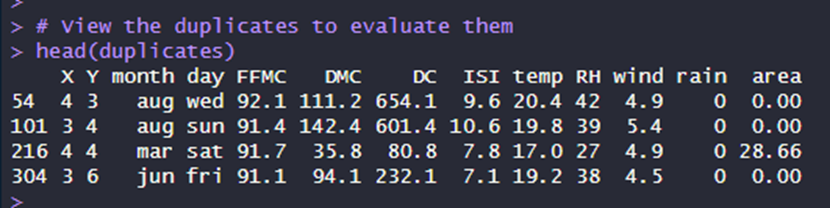 >
> # View the duplicates to evaluate them
> head(duplicates)
    X Y month day FFMC   DMC    DC  ISI temp RH wind rain  area
54  4 3   aug wed 92.1 111.2 654.1  9.6 20.4 42  4.9    0  0.00
101 3 4   aug sun 91.4 142.4 601.4 10.6 19.8 39  5.4    0  0.00
216 4 4   mar sat 91.7  35.8  80.8  7.8 17.0 27  4.9    0 28.66
304 3 6   jun fri 91.1  94.1 232.1  7.1 19.2 38  4.5    0  0.00
>